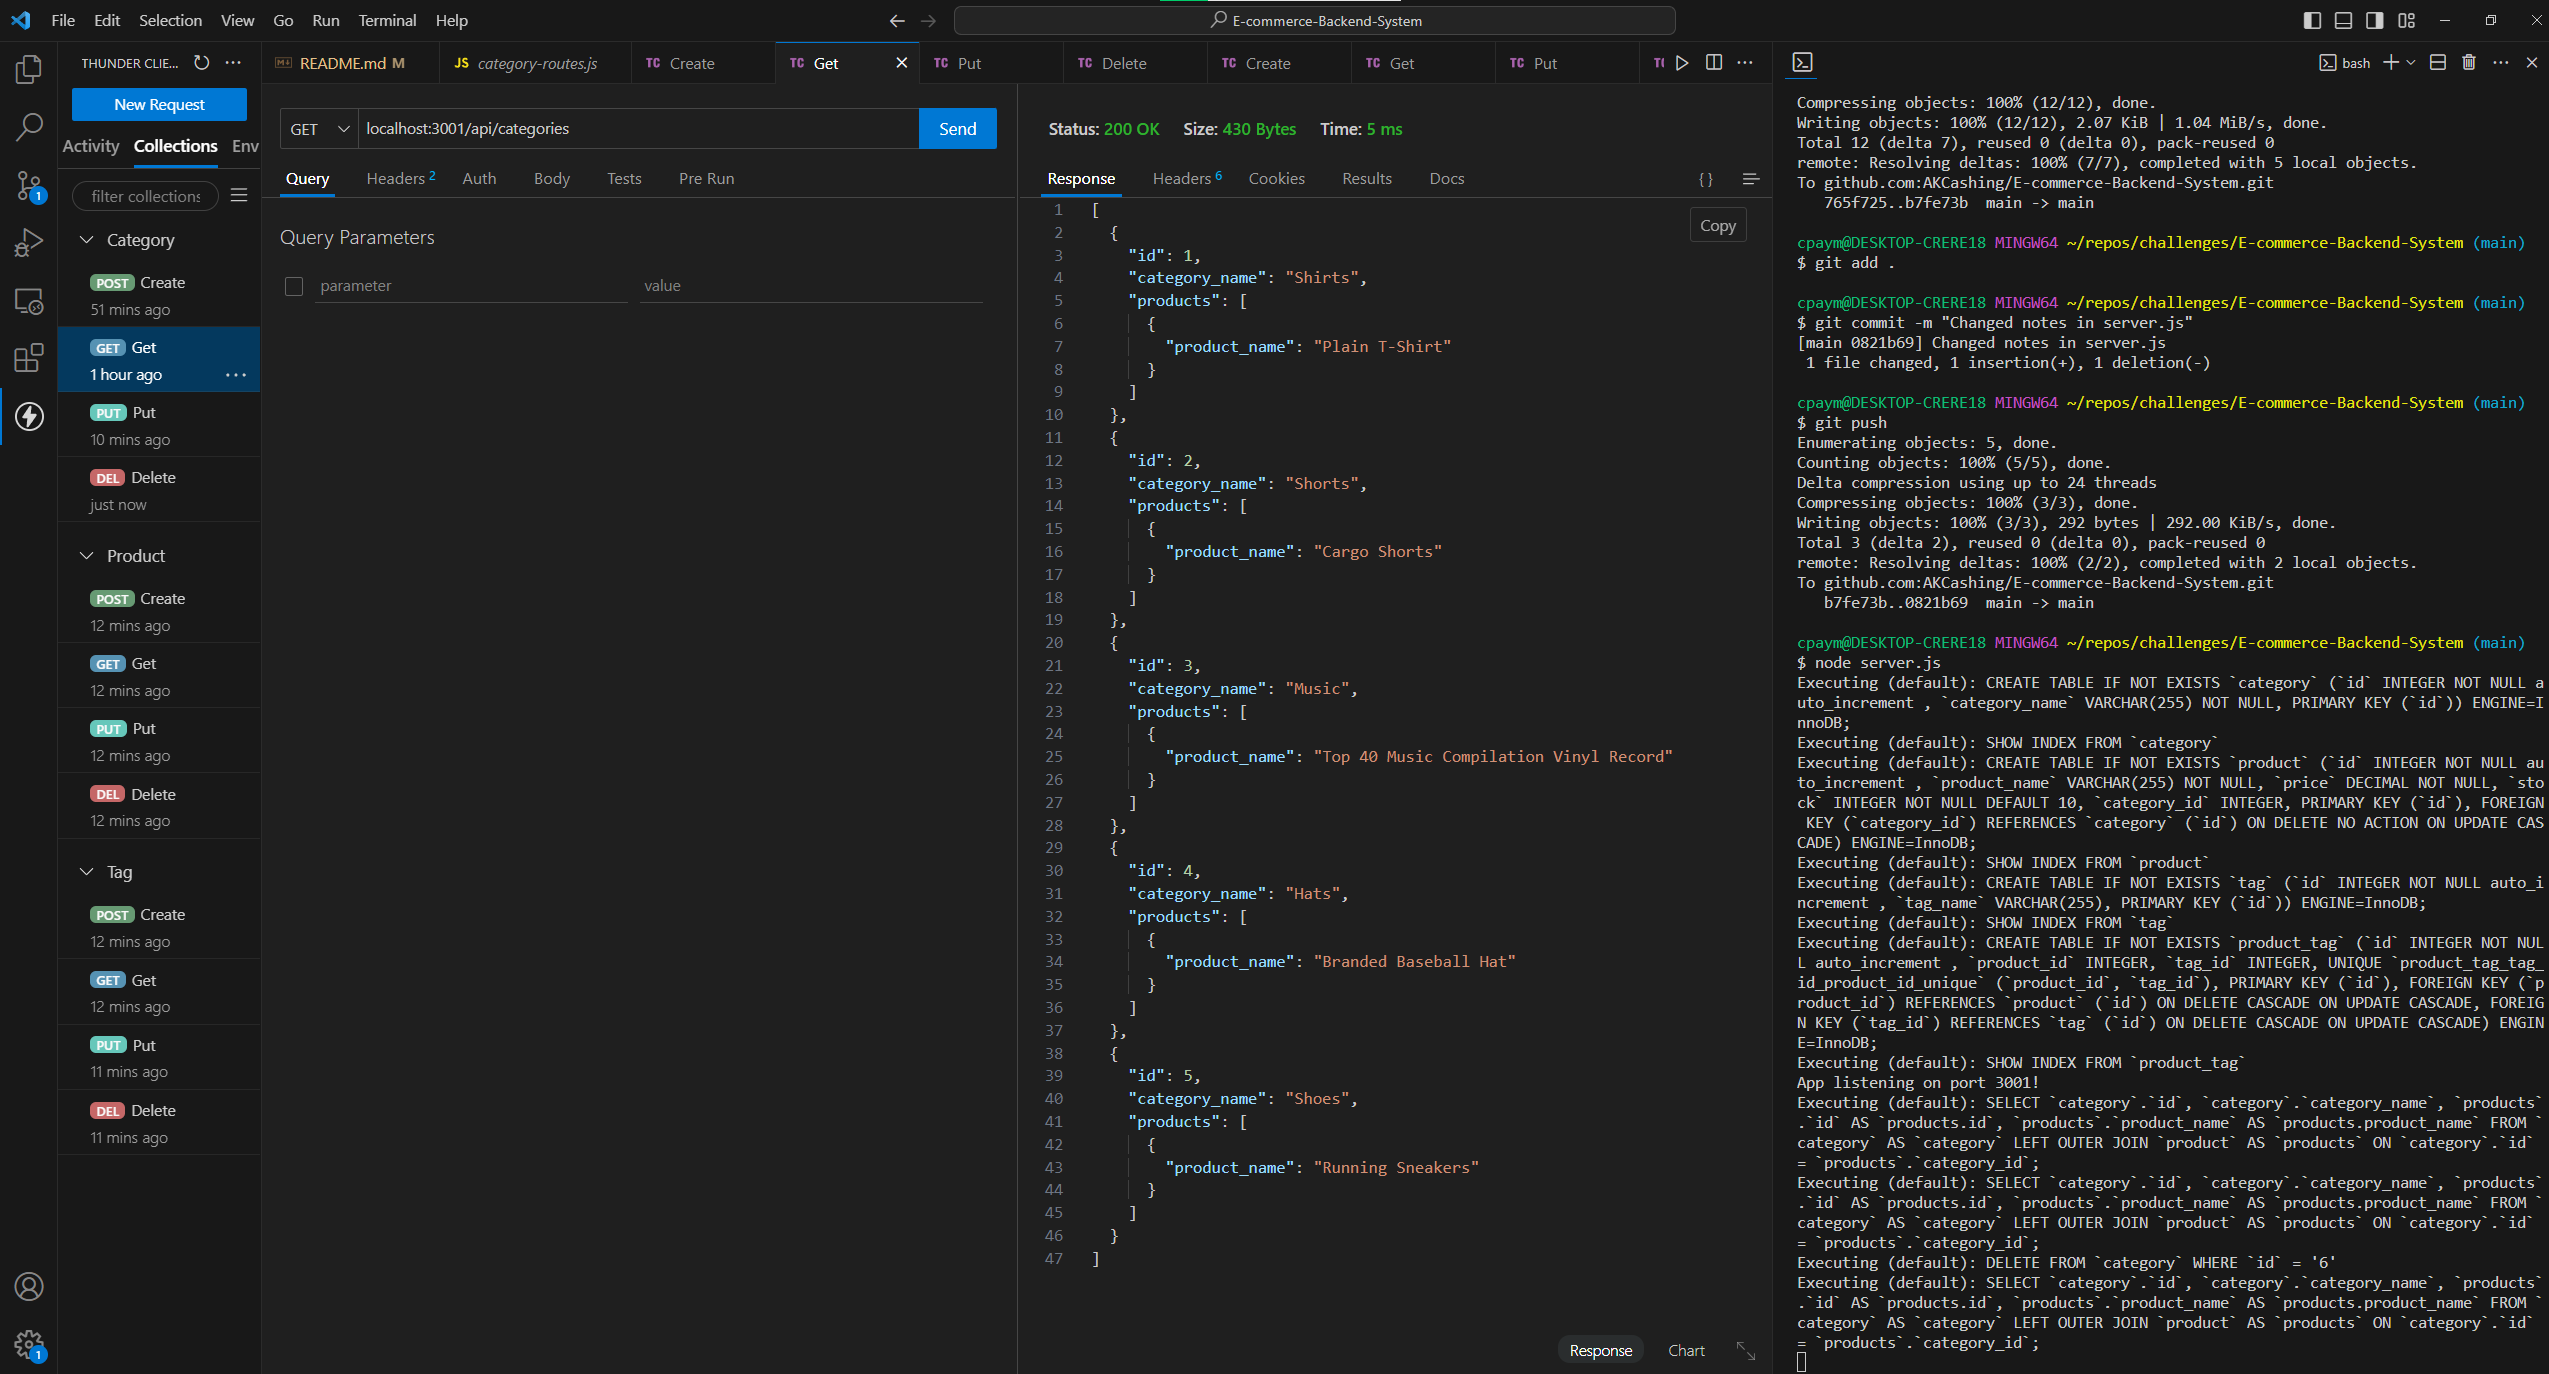 File Edit Selection View Go Run Terminal Help
E-commerce-Backend-System
THUNDER CLIE...
New Request
Activity Collections Env
filter collections
Category
POST Create
51 mins ago
GET Get
1 hour ago
PUT Put
10 mins ago
DEL Delete
just now
Product
POST Create
12 mins ago
GET Get
12 mins ago
PUT Put
12 mins ago
DEL Delete
12 mins ago
Tag
POST Create
12 mins ago
GET Get
12 mins ago
PUT Put
11 mins ago
DEL Delete
11 mins ago
1
1
README.md M
JS category-routes.js
TC Create
TC Get
TC Put
TC Delete
TC Create
TC Get
TC Put
GET localhost:3001/api/categories Send
Query Headers 2 Auth Body Tests Pre Run
Query Parameters
parameter value
Status: 200 OK Size: 430 Bytes Time: 5 ms
Response Headers 6 Cookies Results Docs { }
Copy
1 [
2 {
3 "id": 1,
4 "category_name": "Shirts",
5 "products": [
6 {
7 "product_name": "Plain T-Shirt"
8 }
9 ]
10 },
11 {
12 "id": 2,
13 "category_name": "Shorts",
14 "products": [
15 {
16 "product_name": "Cargo Shorts"
17 }
18 ]
19 },
20 {
21 "id": 3,
22 "category_name": "Music",
23 "products": [
24 {
25 "product_name": "Top 40 Music Compilation Vinyl Record"
26 }
27 ]
28 },
29 {
30 "id": 4,
31 "category_name": "Hats",
32 "products": [
33 {
34 "product_name": "Branded Baseball Hat"
35 }
36 ]
37 },
38 {
39 "id": 5,
40 "category_name": "Shoes",
41 "products": [
42 {
43 "product_name": "Running Sneakers"
44 }
45 ]
46 }
47 ]
Response Chart
bash
Compressing objects: 100% (12/12), done.
Writing objects: 100% (12/12), 2.07 KiB | 1.04 MiB/s, done.
Total 12 (delta 7), reused 0 (delta 0), pack-reused 0
remote: Resolving deltas: 100% (7/7), completed with 5 local objects.
To github.com:AKCashing/E-commerce-Backend-System.git
765f725..b7fe73b main -> main
cpaym@DESKTOP-CRERE18 MINGW64 ~/repos/challenges/E-commerce-Backend-System (main)
$ git add .
cpaym@DESKTOP-CRERE18 MINGW64 ~/repos/challenges/E-commerce-Backend-System (main)
$ git commit -m "Changed notes in server.js"
[main 0821b69] Changed notes in server.js
1 file changed, 1 insertion(+), 1 deletion(-)
cpaym@DESKTOP-CRERE18 MINGW64 ~/repos/challenges/E-commerce-Backend-System (main)
$ git push
Enumerating objects: 5, done.
Counting objects: 100% (5/5), done.
Delta compression using up to 24 threads
Compressing objects: 100% (3/3), done.
Writing objects: 100% (3/3), 292 bytes | 292.00 KiB/s, done.
Total 3 (delta 2), reused 0 (delta 0), pack-reused 0
remote: Resolving deltas: 100% (2/2), completed with 2 local objects.
To github.com:AKCashing/E-commerce-Backend-System.git
b7fe73b..0821b69 main -> main
cpaym@DESKTOP-CRERE18 MINGW64 ~/repos/challenges/E-commerce-Backend-System (main)
$ node server.js
Executing (default): CREATE TABLE IF NOT EXISTS `category` (`id` INTEGER NOT NULL a
uto_increment , `category_name` VARCHAR(255) NOT NULL, PRIMARY KEY (`id`)) ENGINE=I
nnoDB;
Executing (default): SHOW INDEX FROM `category`
Executing (default): CREATE TABLE IF NOT EXISTS `product` (`id` INTEGER NOT NULL au
to_increment , `product_name` VARCHAR(255) NOT NULL, `price` DECIMAL NOT NULL, `sto
ck` INTEGER NOT NULL DEFAULT 10, `category_id` INTEGER, PRIMARY KEY (`id`), FOREIGN
KEY (`category_id`) REFERENCES `category` (`id`) ON DELETE NO ACTION ON UPDATE CAS
CADE) ENGINE=InnoDB;
Executing (default): SHOW INDEX FROM `product`
Executing (default): CREATE TABLE IF NOT EXISTS `tag` (`id` INTEGER NOT NULL auto_i
ncrement , `tag_name` VARCHAR(255), PRIMARY KEY (`id`)) ENGINE=InnoDB;
Executing (default): SHOW INDEX FROM `tag`
Executing (default): CREATE TABLE IF NOT EXISTS `product_tag` (`id` INTEGER NOT NUL
L auto_increment , `product_id` INTEGER, `tag_id` INTEGER, UNIQUE `product_tag_tag_
id_product_id_unique` (`product_id`, `tag_id`), PRIMARY KEY (`id`), FOREIGN KEY (`p
roduct_id`) REFERENCES `product` (`id`) ON DELETE CASCADE ON UPDATE CASCADE, FOREIG
N KEY (`tag_id`) REFERENCES `tag` (`id`) ON DELETE CASCADE ON UPDATE CASCADE) ENGIN
E=InnoDB;
Executing (default): SHOW INDEX FROM `product_tag`
App listening on port 3001!
Executing (default): SELECT `category`.`id`, `category`.`category_name`, `products`
.`id` AS `products.id`, `products`.`product_name` AS `products.product_name` FROM `
category` AS `category` LEFT OUTER JOIN `product` AS `products` ON `category`.`id`
= `products`.`category_id`;
Executing (default): SELECT `category`.`id`, `category`.`category_name`, `products`
.`id` AS `products.id`, `products`.`product_name` AS `products.product_name` FROM `
category` AS `category` LEFT OUTER JOIN `product` AS `products` ON `category`.`id`
= `products`.`category_id`;
Executing (default): DELETE FROM `category` WHERE `id` = '6'
Executing (default): SELECT `category`.`id`, `category`.`category_name`, `products`
.`id` AS `products.id`, `products`.`product_name` AS `products.product_name` FROM `
category` AS `category` LEFT OUTER JOIN `product` AS `products` ON `category`.`id`
= `products`.`category_id`;